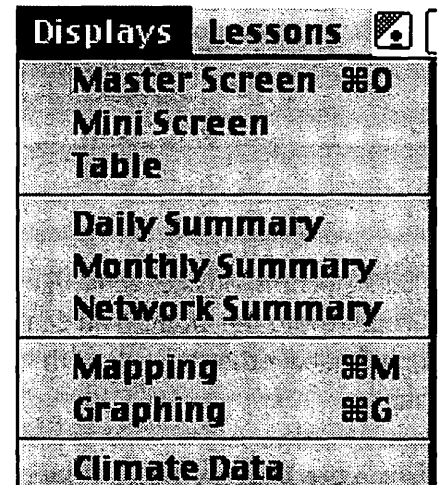 Displays Lessons
Master Screen ⌘O
Mini Screen
Table
Daily Summary
Monthly Summary
Network Summary
Mapping ⌘M
Graphing ⌘G
Climate Data